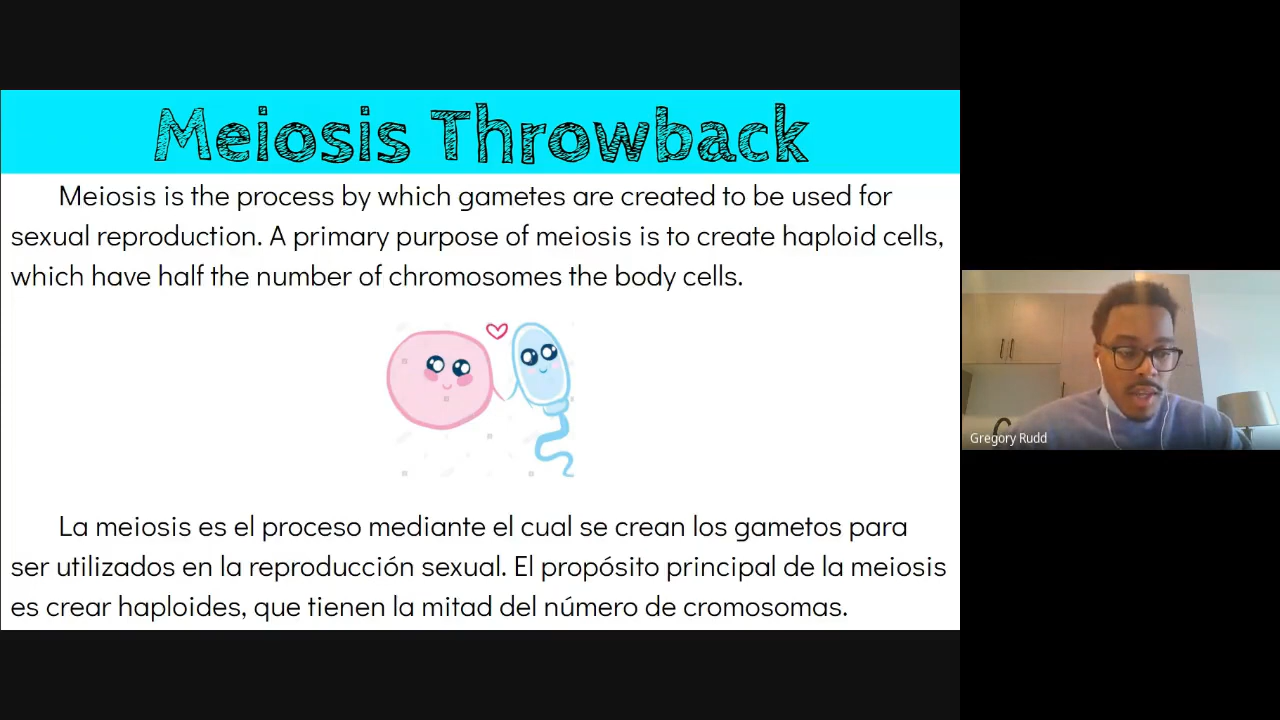 Meiosis Throwback
Meiosis is the process by which gametes are created to be used for
sexual reproduction. A primary purpose of meiosis is to create haploid cells,
which have half the number of chromosomes the body cells.
La meiosis es el proceso mediante el cual se crean los gametos para
ser utilizados en la reproducción sexual. El propósito principal de la meiosis
es crear haploides, que tienen la mitad del número de cromosomas.
Gregory Rudd